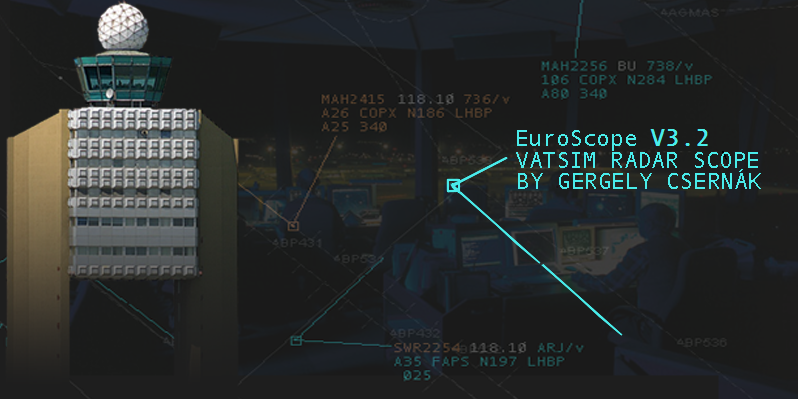 AAGMAS
MAH2256 BU 738/v
106 COPX N284 LHBP
A80 340
MAH2415 118.10 736/v
A26 COPX N186 LHBP
A25 340
EuroScope V3.2
VATSIM RADAR SCOPE
BY GERGELY CSERNÁK
ABP431
ABP537
ABP432
ABP536
SWR2254 118.10 ARJ/v
A35 FAPS N197 LHBP
025